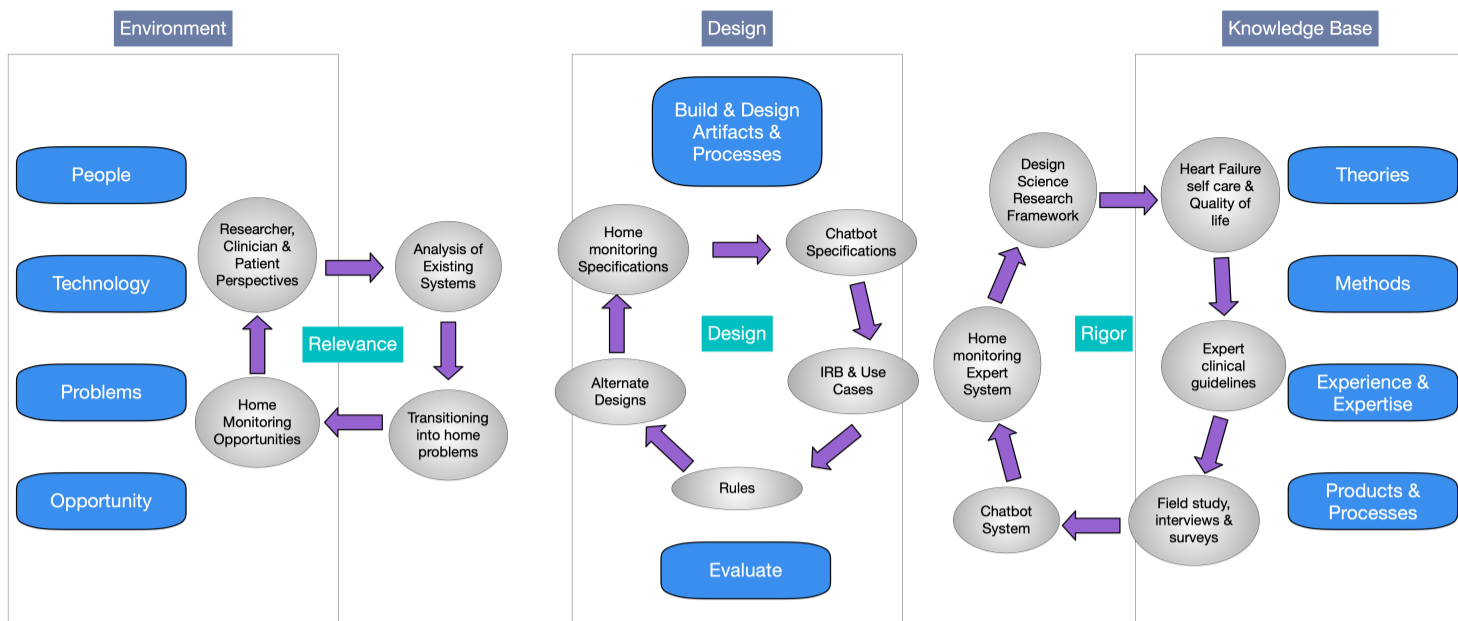 Environment
People
Technology
Problems
Opportunity
Researcher,
Clinician &
Patient
Perspectives
Analysis of
Existing
Systems
Relevance
Home
Monitoring
Opportunities
Transitioning
into home
problems
Design
Build & Design
Artifacts &
Processes
Home
monitoring
Specifications
Chatbot
Specifications
Design
Alternate
Designs
IRB & Use
Cases
Rules
Evaluate
Knowledge Base
Design
Science
Research
Framework
Heart Failure
self care &
Quality of
life
Home
monitoring
Expert
System
Rigor
Expert
clinical
guidelines
Chatbot
System
Field study,
interviews &
surveys
Theories
Methods
Experience &
Expertise
Products &
Processes